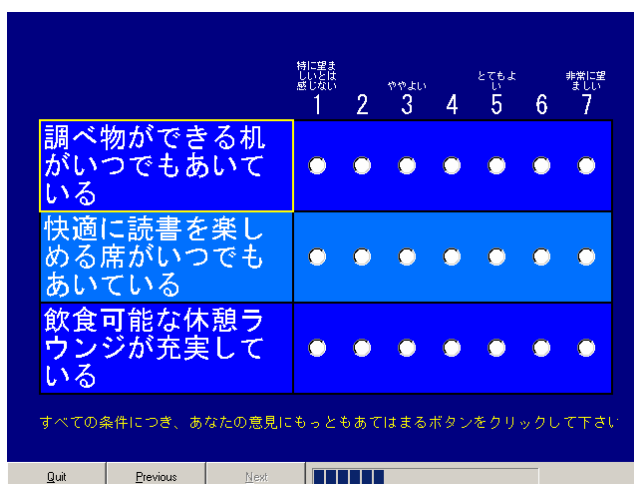 特に望ま
しいとは
感じない
ややよい
とてもよ
い
非常に望
ましい
1 2 3 4 5 6 7
調べ物ができる机
がいつでもあいて
いる
快適に読書を楽し
める席がいつでも
あいている
飲食可能な休憩ラ
ウンジが充実して
いる
すべての条件につき、あなたの意見にもっともあてはまるボタンをクリックして下さい
Quit Previous Next